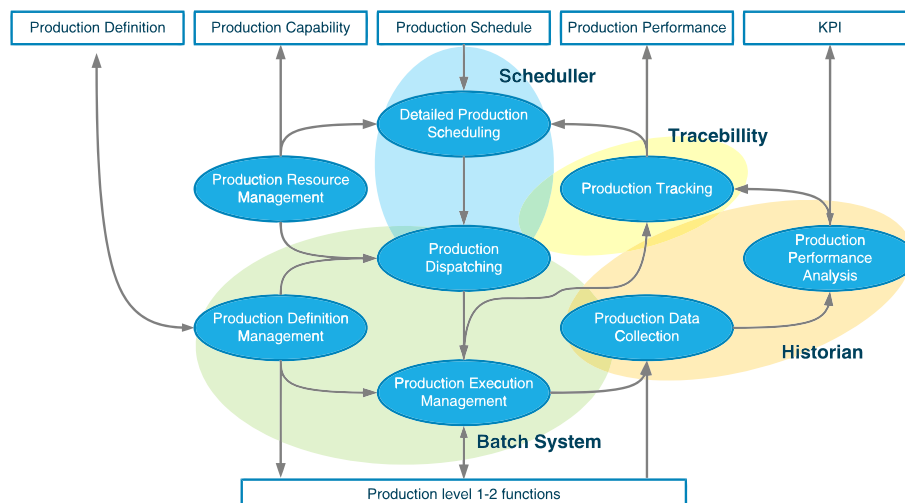 Production Definition
Production Capability
Production Schedule
Production Performance
KPI
Scheduller
Detailed Production
Scheduling
Tracebillity
Production Resource
Management
Production Tracking
Production
Dispatching
Production
Performance
Analysis
Production Definition
Management
Production Data
Collection
Historian
Production Execution
Management
Batch System
Production level 1-2 functions